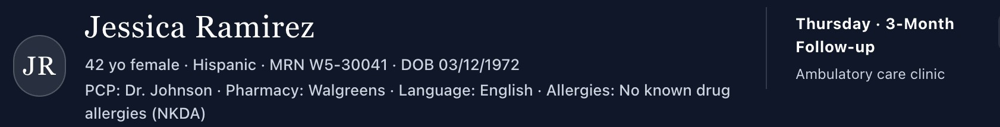 JR
Jessica Ramirez
42 yo female · Hispanic · MRN W5-30041 · DOB 03/12/1972
PCP: Dr. Johnson · Pharmacy: Walgreens · Language: English · Allergies: No known drug
allergies (NKDA)
Thursday · 3-Month
Follow-up
Ambulatory care clinic